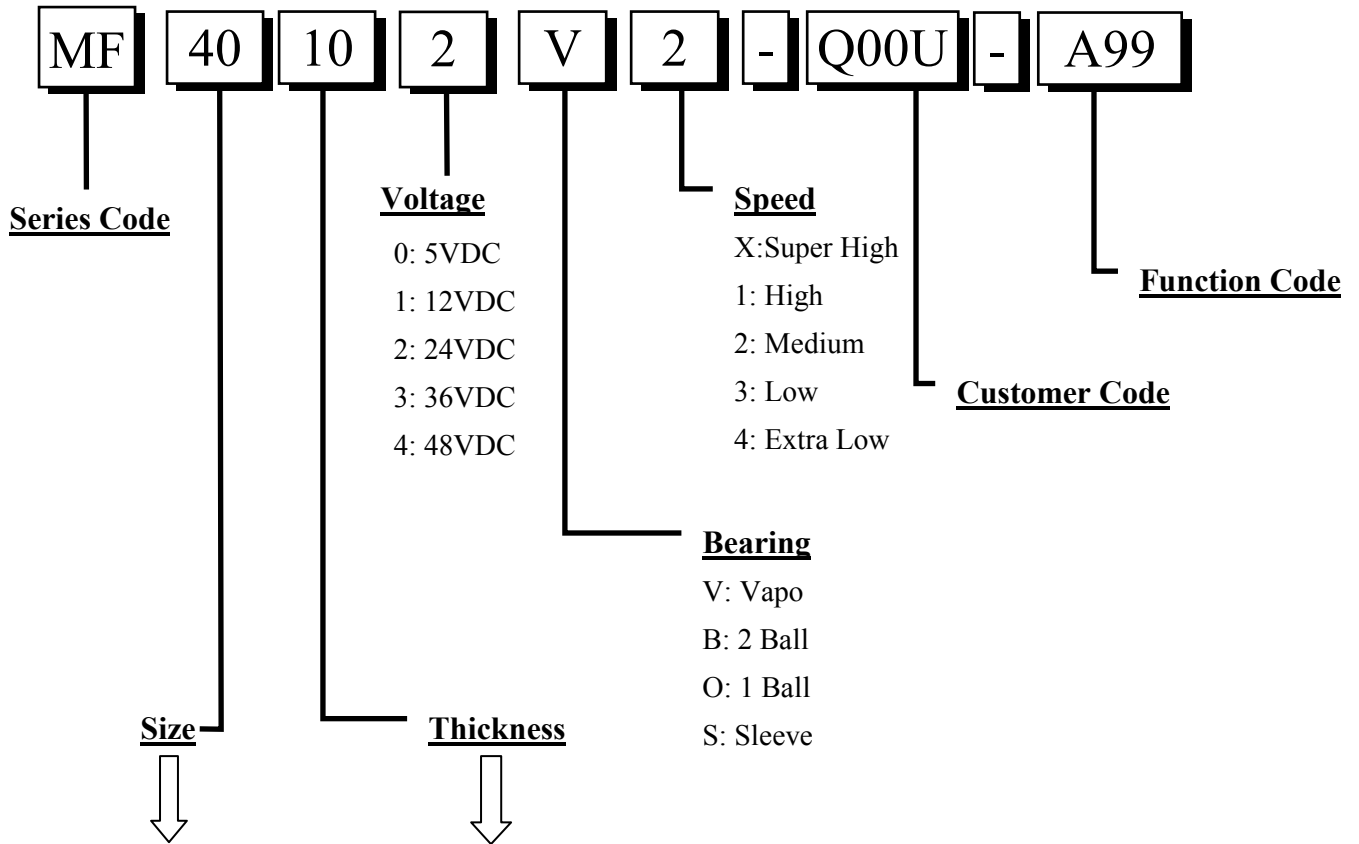 MF 40 10 2 V 2 - Q00U - A99
Series Code
Voltage
0: 5VDC
1: 12VDC
2: 24VDC
3: 36VDC
4: 48VDC
Speed
X:Super High
1: High
2: Medium
3: Low
4: Extra Low
Function Code
Customer Code
Bearing
V: Vapo
B: 2 Ball
O: 1 Ball
S: Sleeve
Size
Thickness